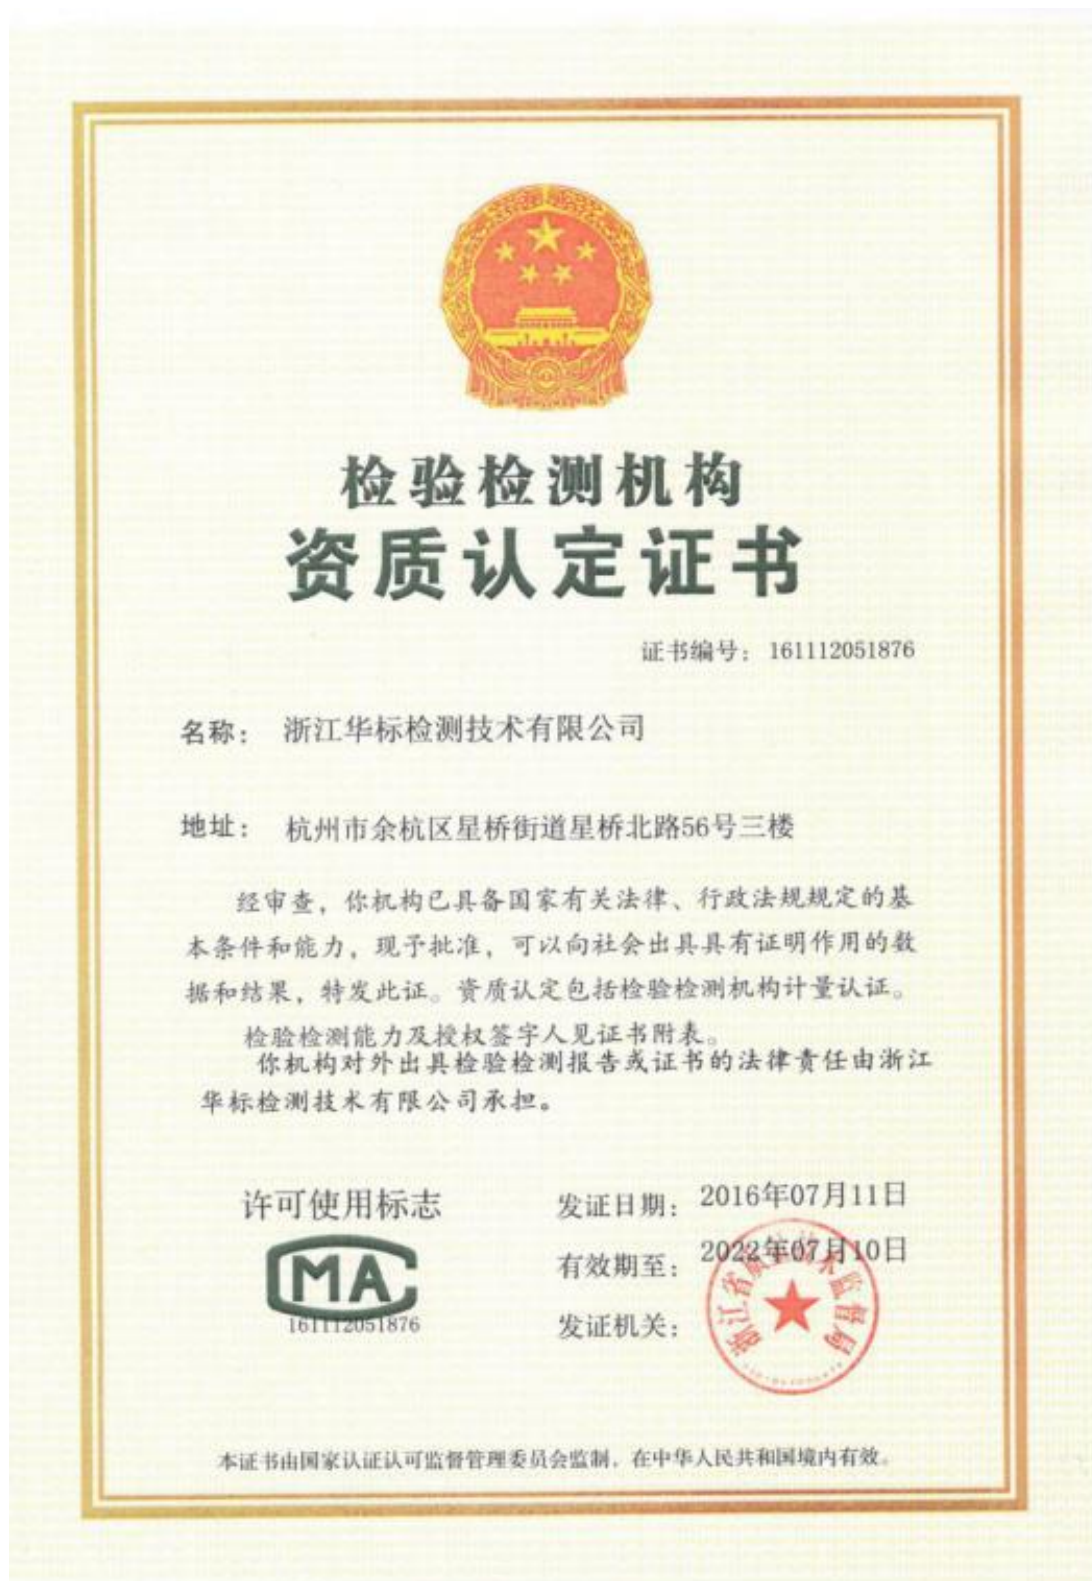 检验检测机构
资质认定证书
证书编号：161112051876
名称：浙江华标检测技术有限公司
地址：杭州市余杭区星桥街道星桥北路56号三楼
经审查，你机构已具备国家有关法律、行政法规规定的基
本条件和能力，现予批准，可以向社会出具具有证明作用的数
据和结果，特发此证。资质认定包括检验检测机构计量认证。
检验检测能力及授权签字人见证书附表。
你机构对外出具检验检测报告或证书的法律责任由浙江
华标检测技术有限公司承担。
许可使用标志
MA
161112051876
发证日期：2016年07月11日
有效期至：2022年07月10日
发证机关：
浙江省质量技术监督局
本证书由国家认证认可监督管理委员会监制，在中华人民共和国境内有效。